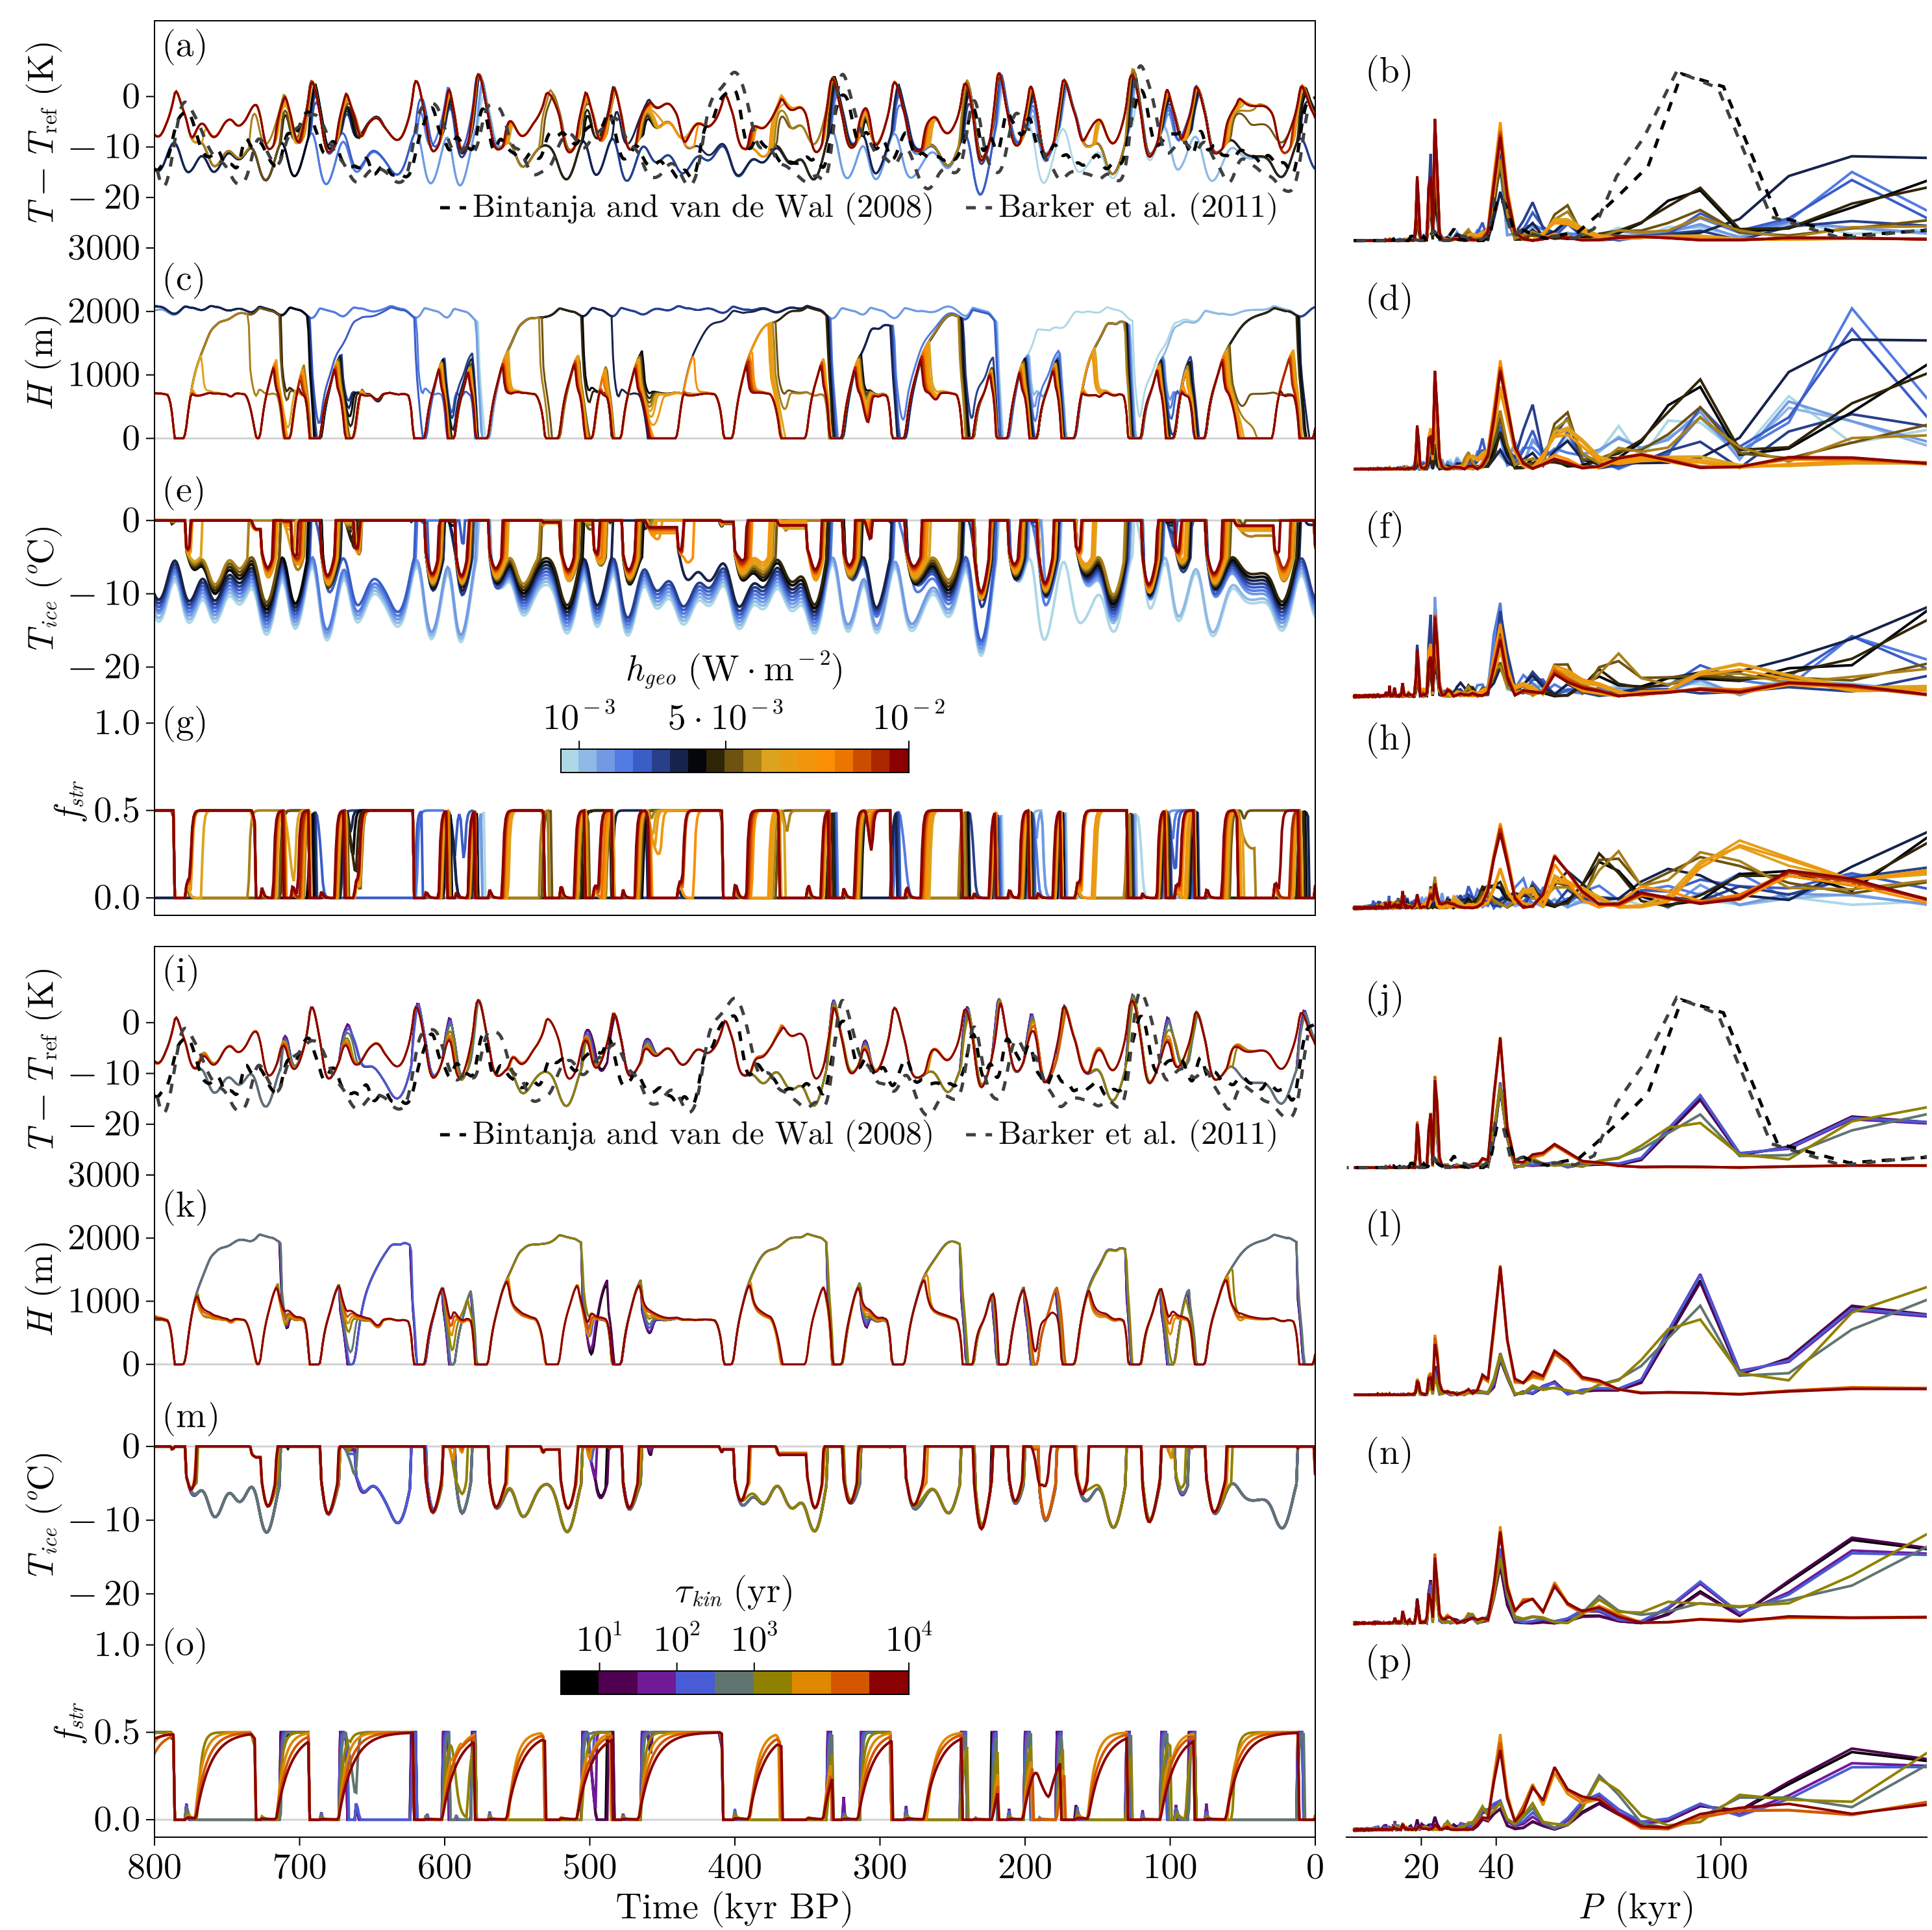 (a)
(b)
T − T_ref (K)
0
−10
−20
Bintanja and van de Wal (2008)
Barker et al. (2011)
(c)
(d)
H (m)
3000
2000
1000
0
(e)
(f)
T_ice (°C)
0
−10
−20
h_geo (W · m^−2)
10^−3 5 · 10^−3 10^−2
(g)
(h)
f_str
1.0
0.5
0.0
(i)
(j)
T − T_ref (K)
0
−10
−20
Bintanja and van de Wal (2008)
Barker et al. (2011)
(k)
(l)
H (m)
3000
2000
1000
0
(m)
(n)
T_ice (°C)
0
−10
−20
τ_kin (yr)
10^1 10^2 10^3 10^4
(o)
(p)
f_str
1.0
0.5
0.0
800 700 600 500 400 300 200 100 0
20 40 100
Time (kyr BP)
P (kyr)